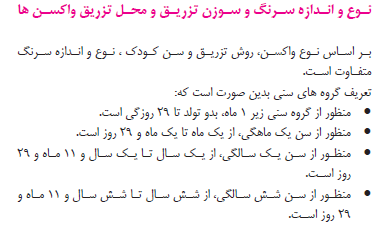 نوع و اندازه سرنگ و سوزن تزریق و محل تزریق واکسن ها
بر اساس نوع واکسن، روش تزریق و سن کودک ، نوع و اندازه سرنگ
متفاوت است.
تعریف گروه های سنی بدین صورت است که:
● منظور از گروه سنی زیر ۱ ماه، بدو تولد تا ۲۹ روزگی است.
● منظور از سن یک ماهگی، از یک ماه تا یک ماه و ۲۹ روز است.
● منظور از سن یک سالگی، از یک سال تا یک سال و ۱۱ ماه و ۲۹
روز است.
● منظور از سن شش سالگی، از شش سال تا شش سال و ۱۱ ماه و
۲۹ روز است.